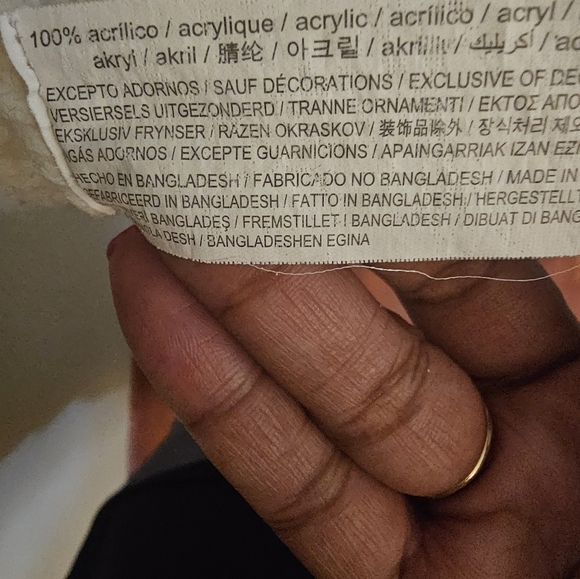 100% acrílico / acrylique / acrylic / acrílico / acryl /
akryl / akril / 腈纶 / 아크릴 / akrilik / أكريليك /
EXCEPTO ADORNOS / SAUF DÉCORATIONS / EXCLUSIVE OF DE
VERSIERSELS UITGEZONDERD / TRANNE ORNAMENTI / ΕΚΤΟΣ ΑΠΟ
EKSKLUSIV FRYNSER / RAZEN OKRASKOV / 装饰品除外 / 장식처리 제외
GÁS ADORNOS / EXCEPTE GUARNICIONS / APAINGARRIAK IZAN EZI
HECHO EN BANGLADESH / FABRICADO NO BANGLADESH / MADE IN
EFABRICEERD IN BANGLADESH / FATTO IN BANGLADESH / HERGESTELLT
BANGLADEŞ / FREMSTILLET I BANGLADESH / DIBUAT DI BANG
LA DESH / BANGLADESHEN EGINA